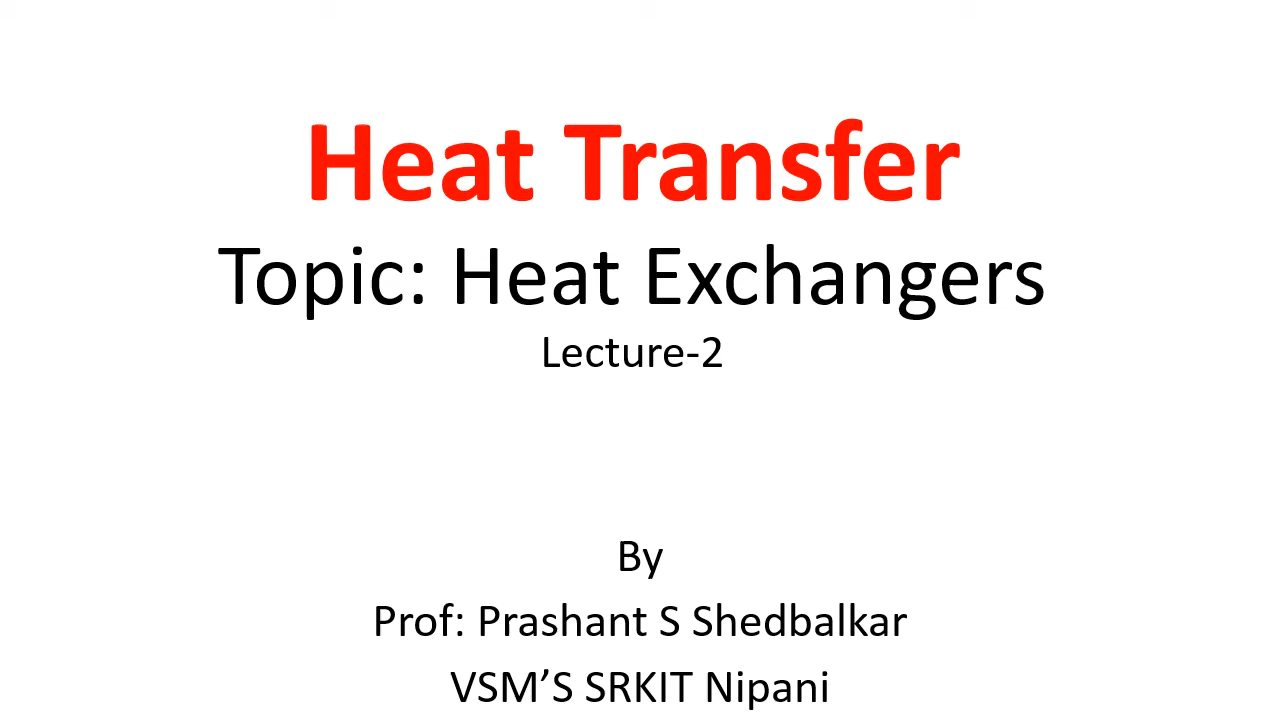 Heat Transfer
Topic: Heat Exchangers
Lecture-2
By
Prof: Prashant S Shedbalkar
VSM’S SRKIT Nipani